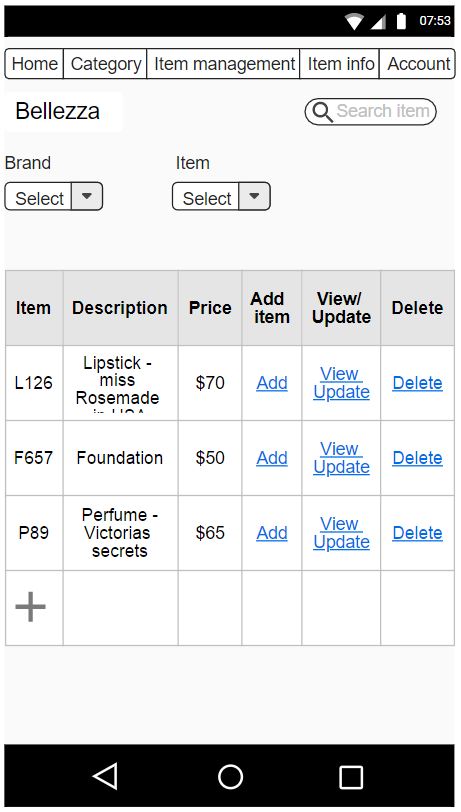 07:53
Home Category Item management Item info Account
Bellezza
Search item
Brand Item
Select Select
Item Description Price Add item View/ Update Delete
L126 Lipstick - miss Rosemade in USA $70 Add View Update Delete
F657 Foundation $50 Add View Update Delete
P89 Perfume - Victorias secrets $65 Add View Update Delete